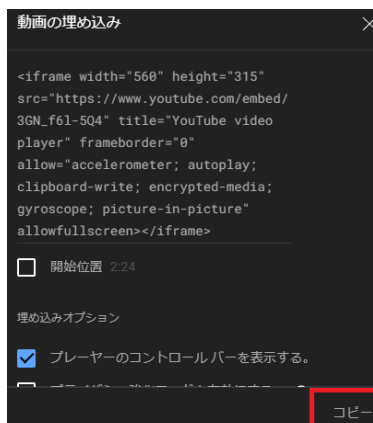 動画の埋め込み
<iframe width="560" height="315"
src="https://www.youtube.com/embed/
3GN_f6l-5Q4" title="YouTube video
player" frameborder="0"
allow="accelerometer; autoplay;
clipboard-write; encrypted-media;
gyroscope; picture-in-picture"
allowfullscreen></iframe>
開始位置 2:24
埋め込みオプション
プレーヤーのコントロール バーを表示する。
コピー